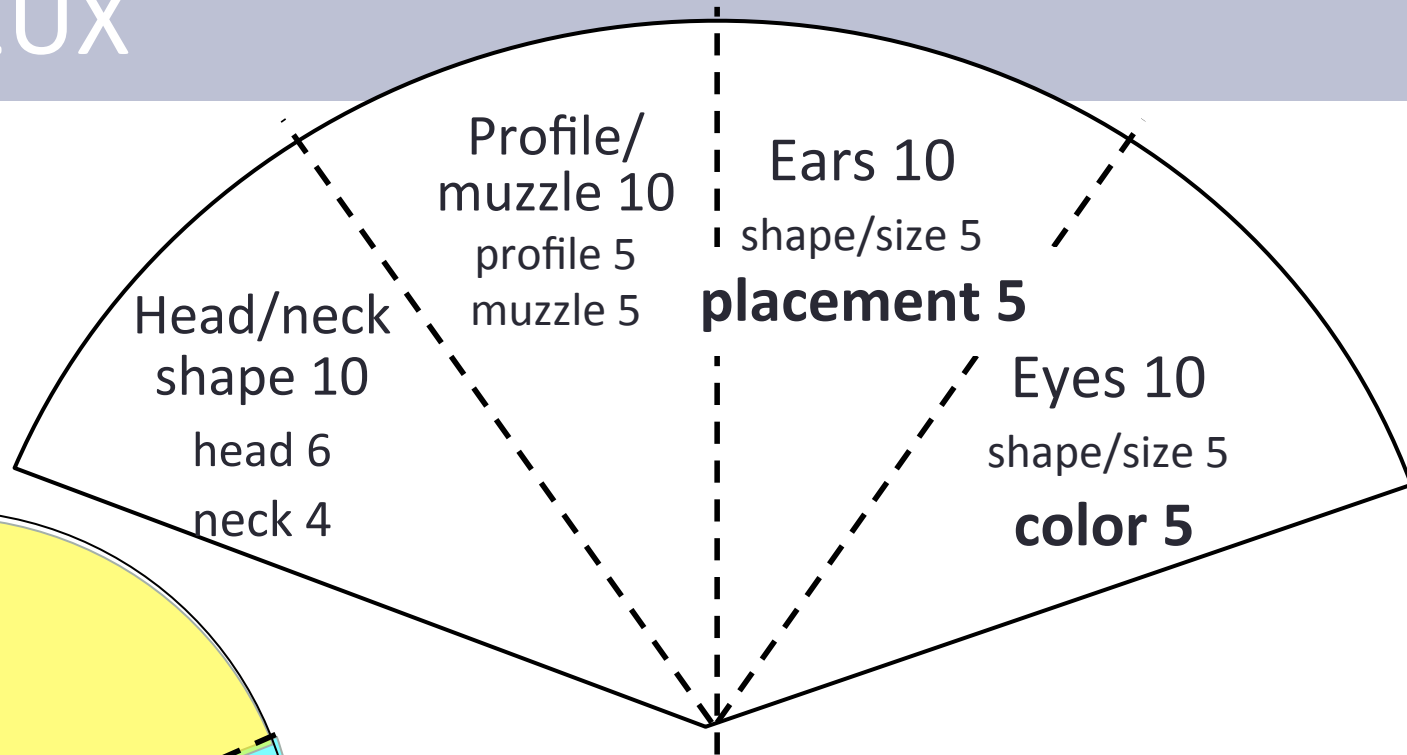 UX
Head/neck
shape 10
head 6
neck 4
Profile/
muzzle 10
profile 5
muzzle 5
Ears 10
shape/size 5
placement 5
Eyes 10
shape/size 5
color 5